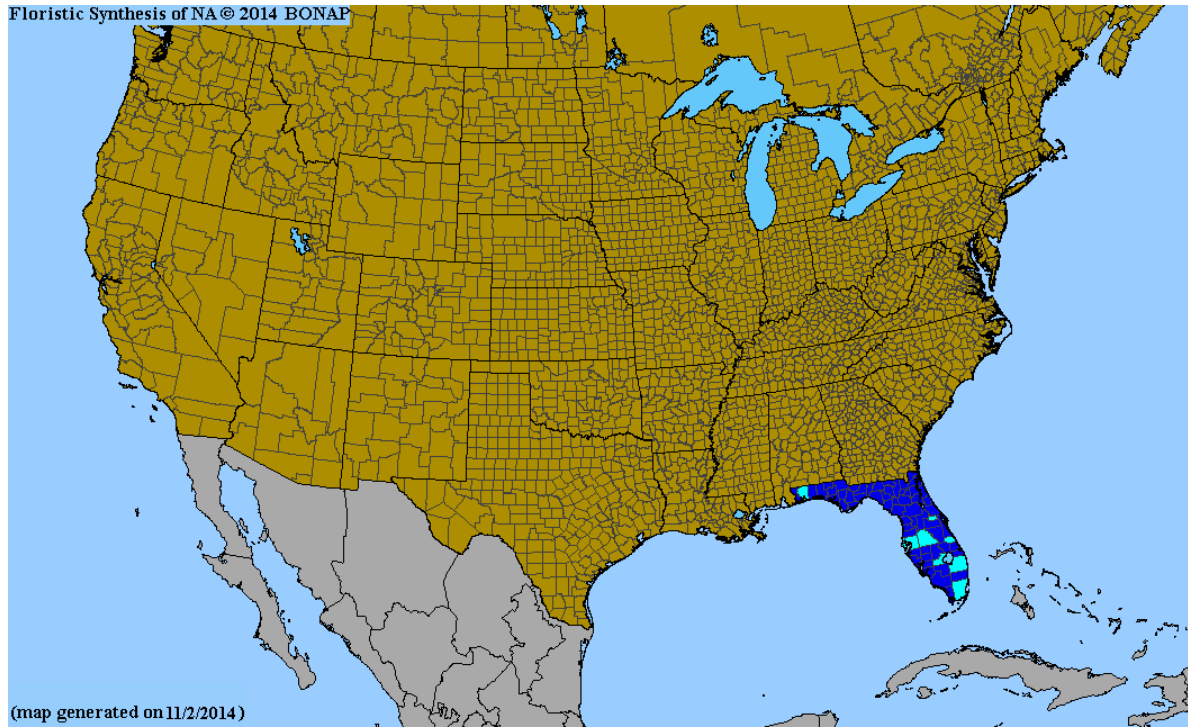 Floristic Synthesis of NA © 2014 BONAP
(map generated on 11/2/2014)